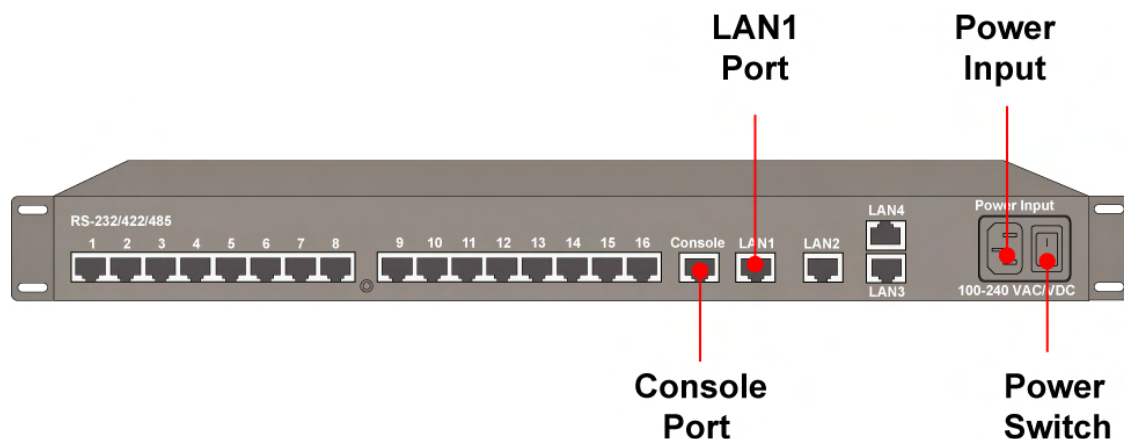 LAN1
Port
Power
Input
RS-232/422/485
1 2 3 4 5 6 7 8 9 10 11 12 13 14 15 16 Console LAN1 LAN2
LAN4
LAN3
Power Input
100-240 VAC/VDC
Console
Port
Power
Switch